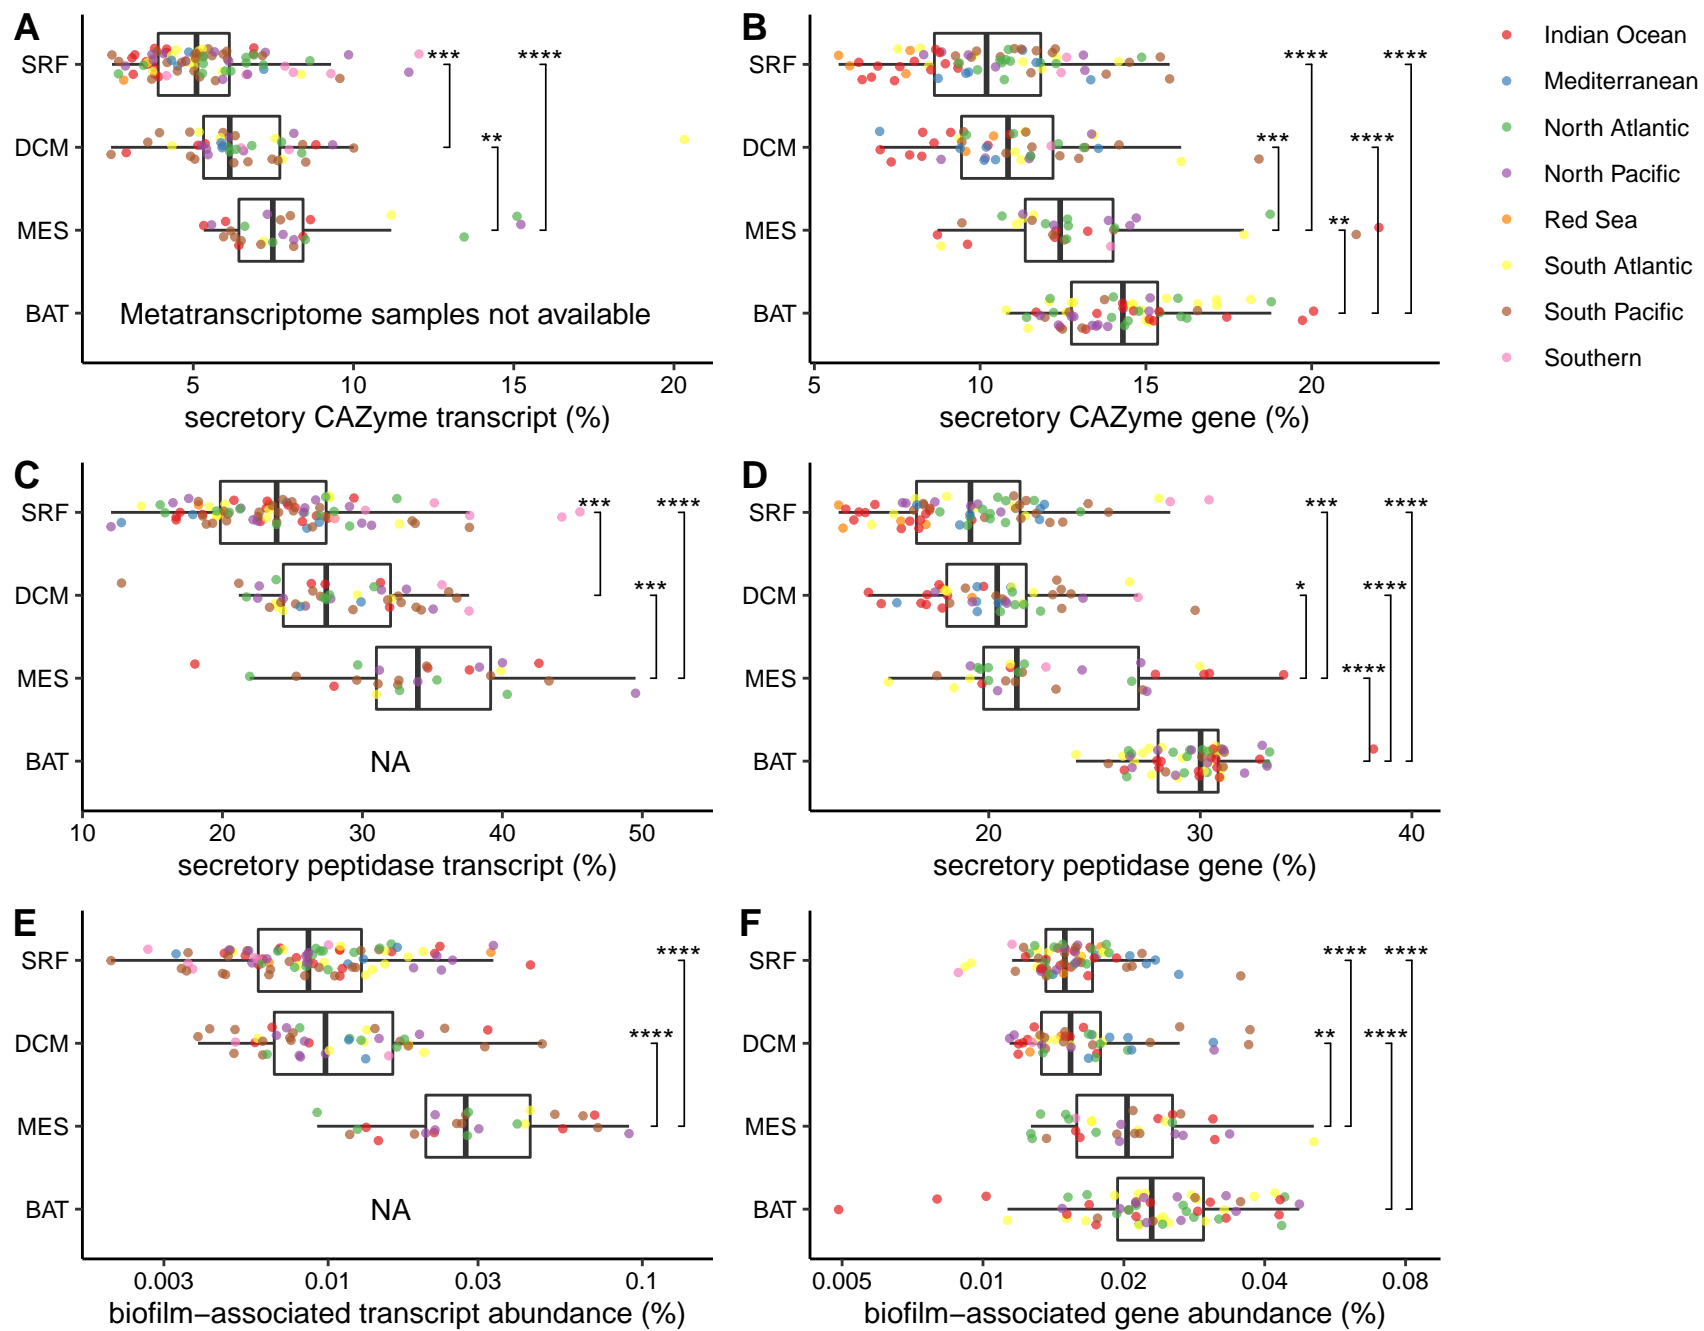 A
SRF
DCM
MES
BAT
*** ****
**
Metatranscriptome samples not available
5 10 15 20
secretory CAZyme transcript (%)
B
SRF
DCM
MES
BAT
**** ****
*** ****
**
5 10 15 20
secretory CAZyme gene (%)
Indian Ocean
Mediterranean
North Atlantic
North Pacific
Red Sea
South Atlantic
South Pacific
Southern
C
SRF
DCM
MES
BAT
*** ****
***
NA
10 20 30 40 50
secretory peptidase transcript (%)
D
SRF
DCM
MES
BAT
*** ****
* ****
****
20 30 40
secretory peptidase gene (%)
E
SRF
DCM
MES
BAT
****
****
NA
0.003 0.01 0.03 0.1
biofilm−associated transcript abundance (%)
F
SRF
DCM
MES
BAT
**** ****
** ****
0.005 0.01 0.02 0.04 0.08
biofilm−associated gene abundance (%)